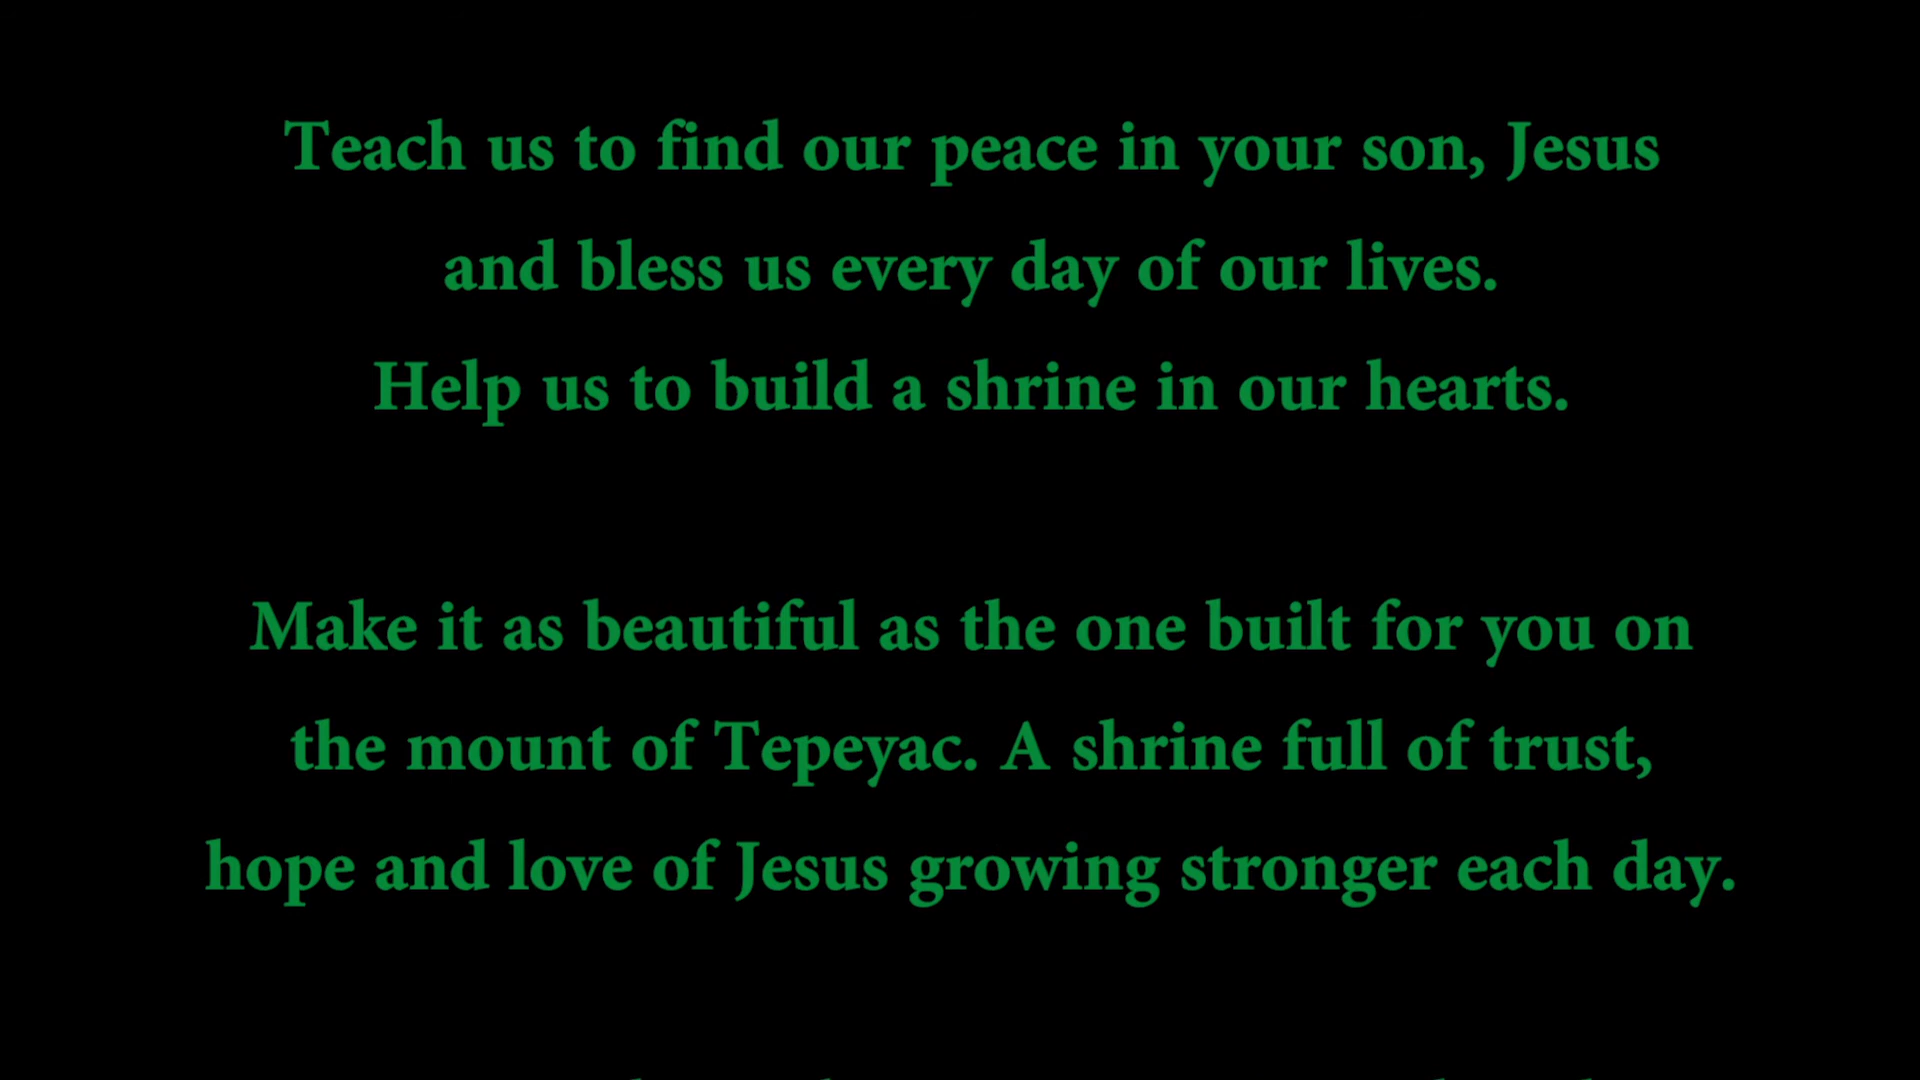 Teach us to find our peace in your son, Jesus
and bless us every day of our lives.
Help us to build a shrine in our hearts.
Make it as beautiful as the one built for you on
the mount of Tepeyac. A shrine full of trust,
hope and love of Jesus growing stronger each day.